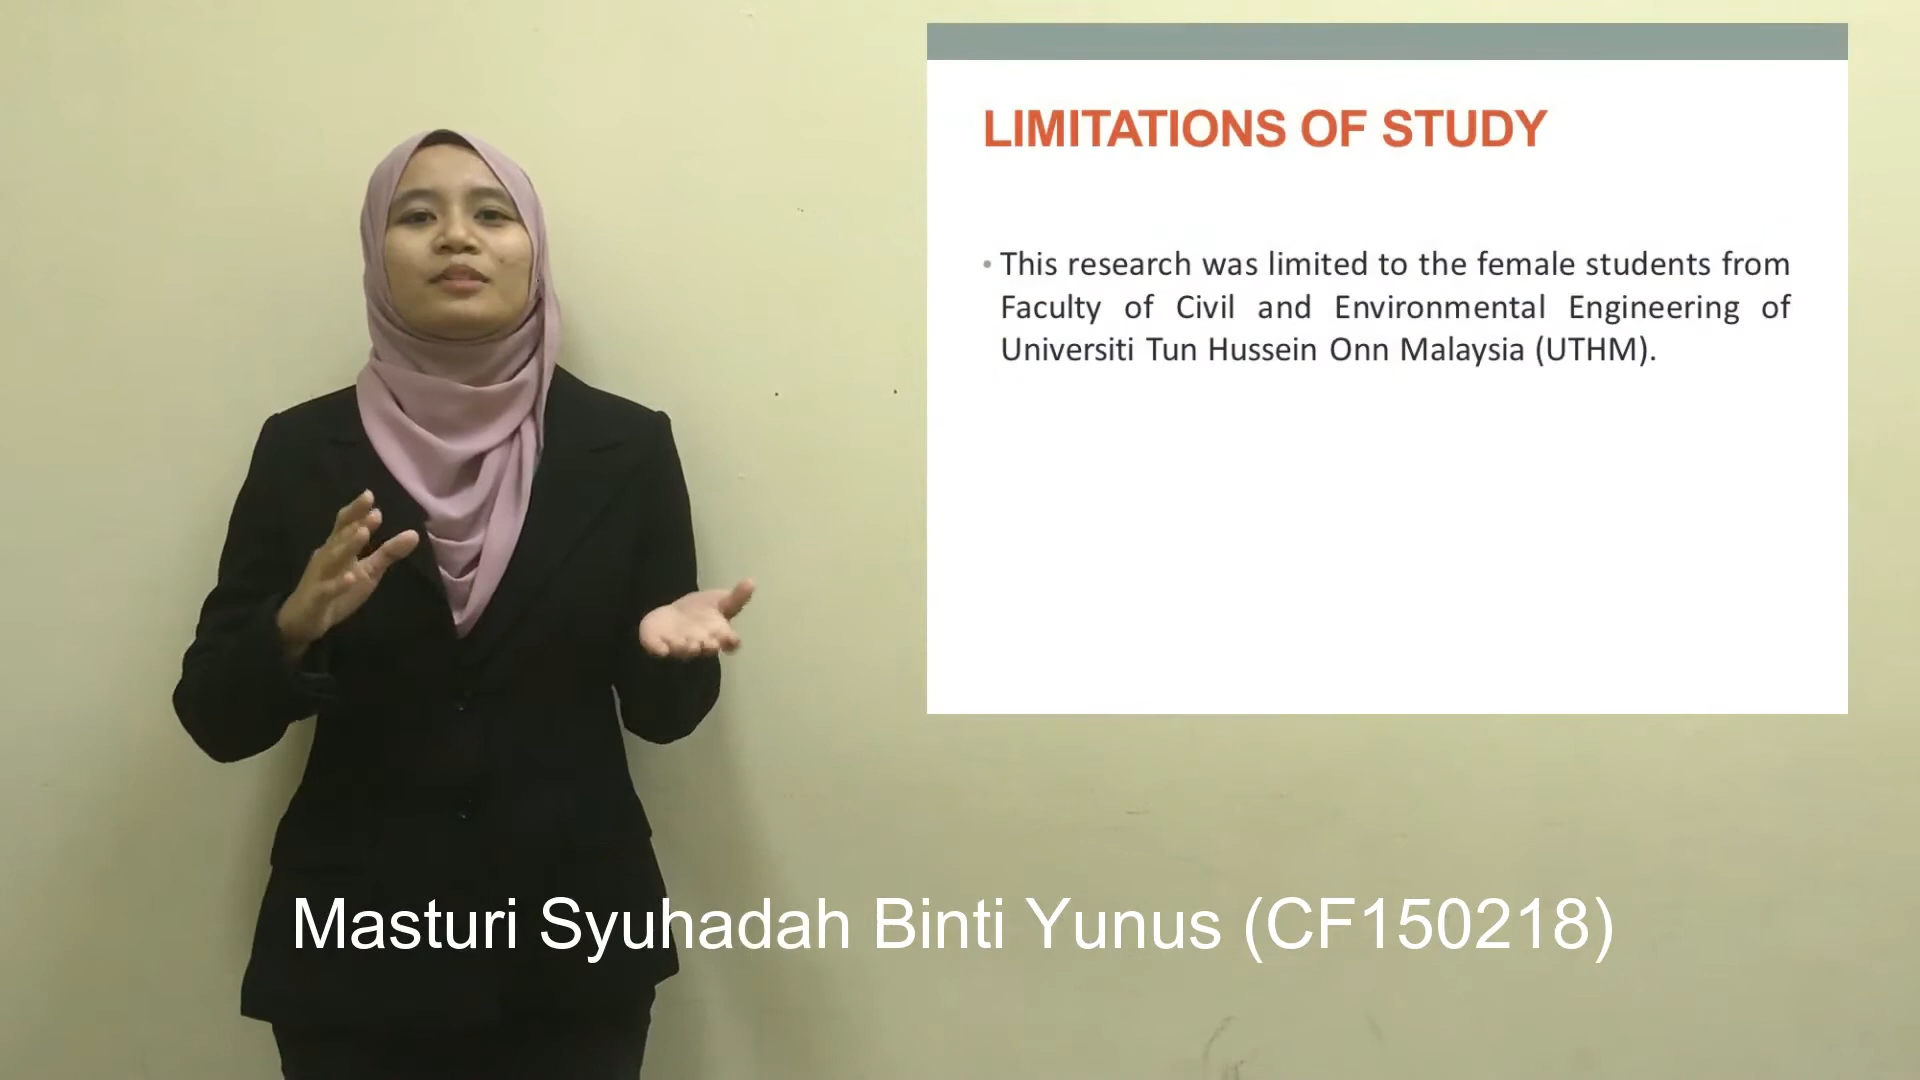 LIMITATIONS OF STUDY
• This research was limited to the female students from
Faculty of Civil and Environmental Engineering of
Universiti Tun Hussein Onn Malaysia (UTHM).
Masturi Syuhadah Binti Yunus (CF150218)